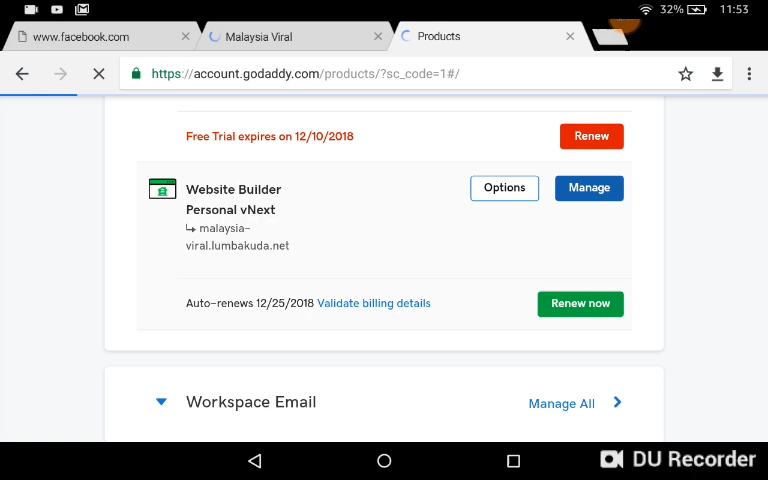 32% 11:53
www.facebook.com Malaysia Viral Products
https://account.godaddy.com/products/?sc_code=1#/
Free Trial expires on 12/10/2018 Renew
Website Builder Options Manage
Personal vNext
malaysia-
viral.lumbakuda.net
Auto-renews 12/25/2018 Validate billing details Renew now
Workspace Email Manage All
DU Recorder